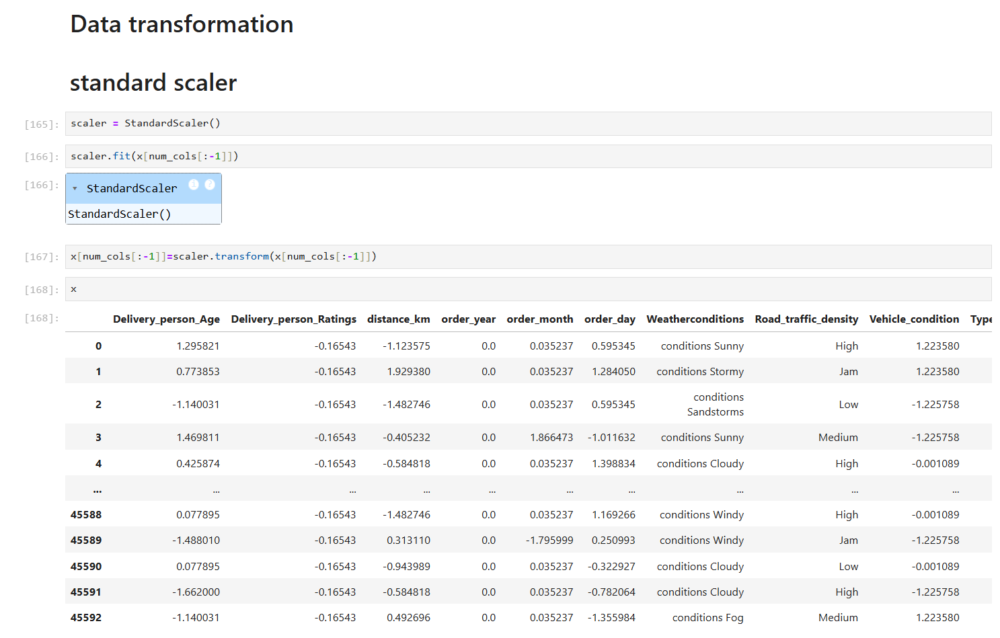 Data transformation
standard scaler
[165]: scaler = StandardScaler()
[166]: scaler.fit(x[num_cols[:-1]])
[166]: ▾ StandardScaler i ?
StandardScaler()
[167]: x[num_cols[:-1]]=scaler.transform(x[num_cols[:-1]])
[168]: x
[168]: Delivery_person_Age Delivery_person_Ratings distance_km order_year order_month order_day Weatherconditions Road_traffic_density Vehicle_condition Type
0 1.295821 -0.16543 -1.123575 0.0 0.035237 0.595345 conditions Sunny High 1.223580
1 0.773853 -0.16543 1.929380 0.0 0.035237 1.284050 conditions Stormy Jam 1.223580
2 -1.140031 -0.16543 -1.482746 0.0 0.035237 0.595345 conditions Sandstorms Low -1.225758
3 1.469811 -0.16543 -0.405232 0.0 1.866473 -1.011632 conditions Sunny Medium -1.225758
4 0.425874 -0.16543 -0.584818 0.0 0.035237 1.398834 conditions Cloudy High -0.001089
... ... ... ... ... ... ... ... ... ...
45588 0.077895 -0.16543 -1.482746 0.0 0.035237 1.169266 conditions Windy High -0.001089
45589 -1.488010 -0.16543 0.313110 0.0 -1.795999 0.250993 conditions Windy Jam -1.225758
45590 0.077895 -0.16543 -0.943989 0.0 0.035237 -0.322927 conditions Cloudy Low -0.001089
45591 -1.662000 -0.16543 -0.584818 0.0 0.035237 -0.782064 conditions Cloudy High -1.225758
45592 -1.140031 -0.16543 0.492696 0.0 0.035237 -1.355984 conditions Fog Medium 1.223580